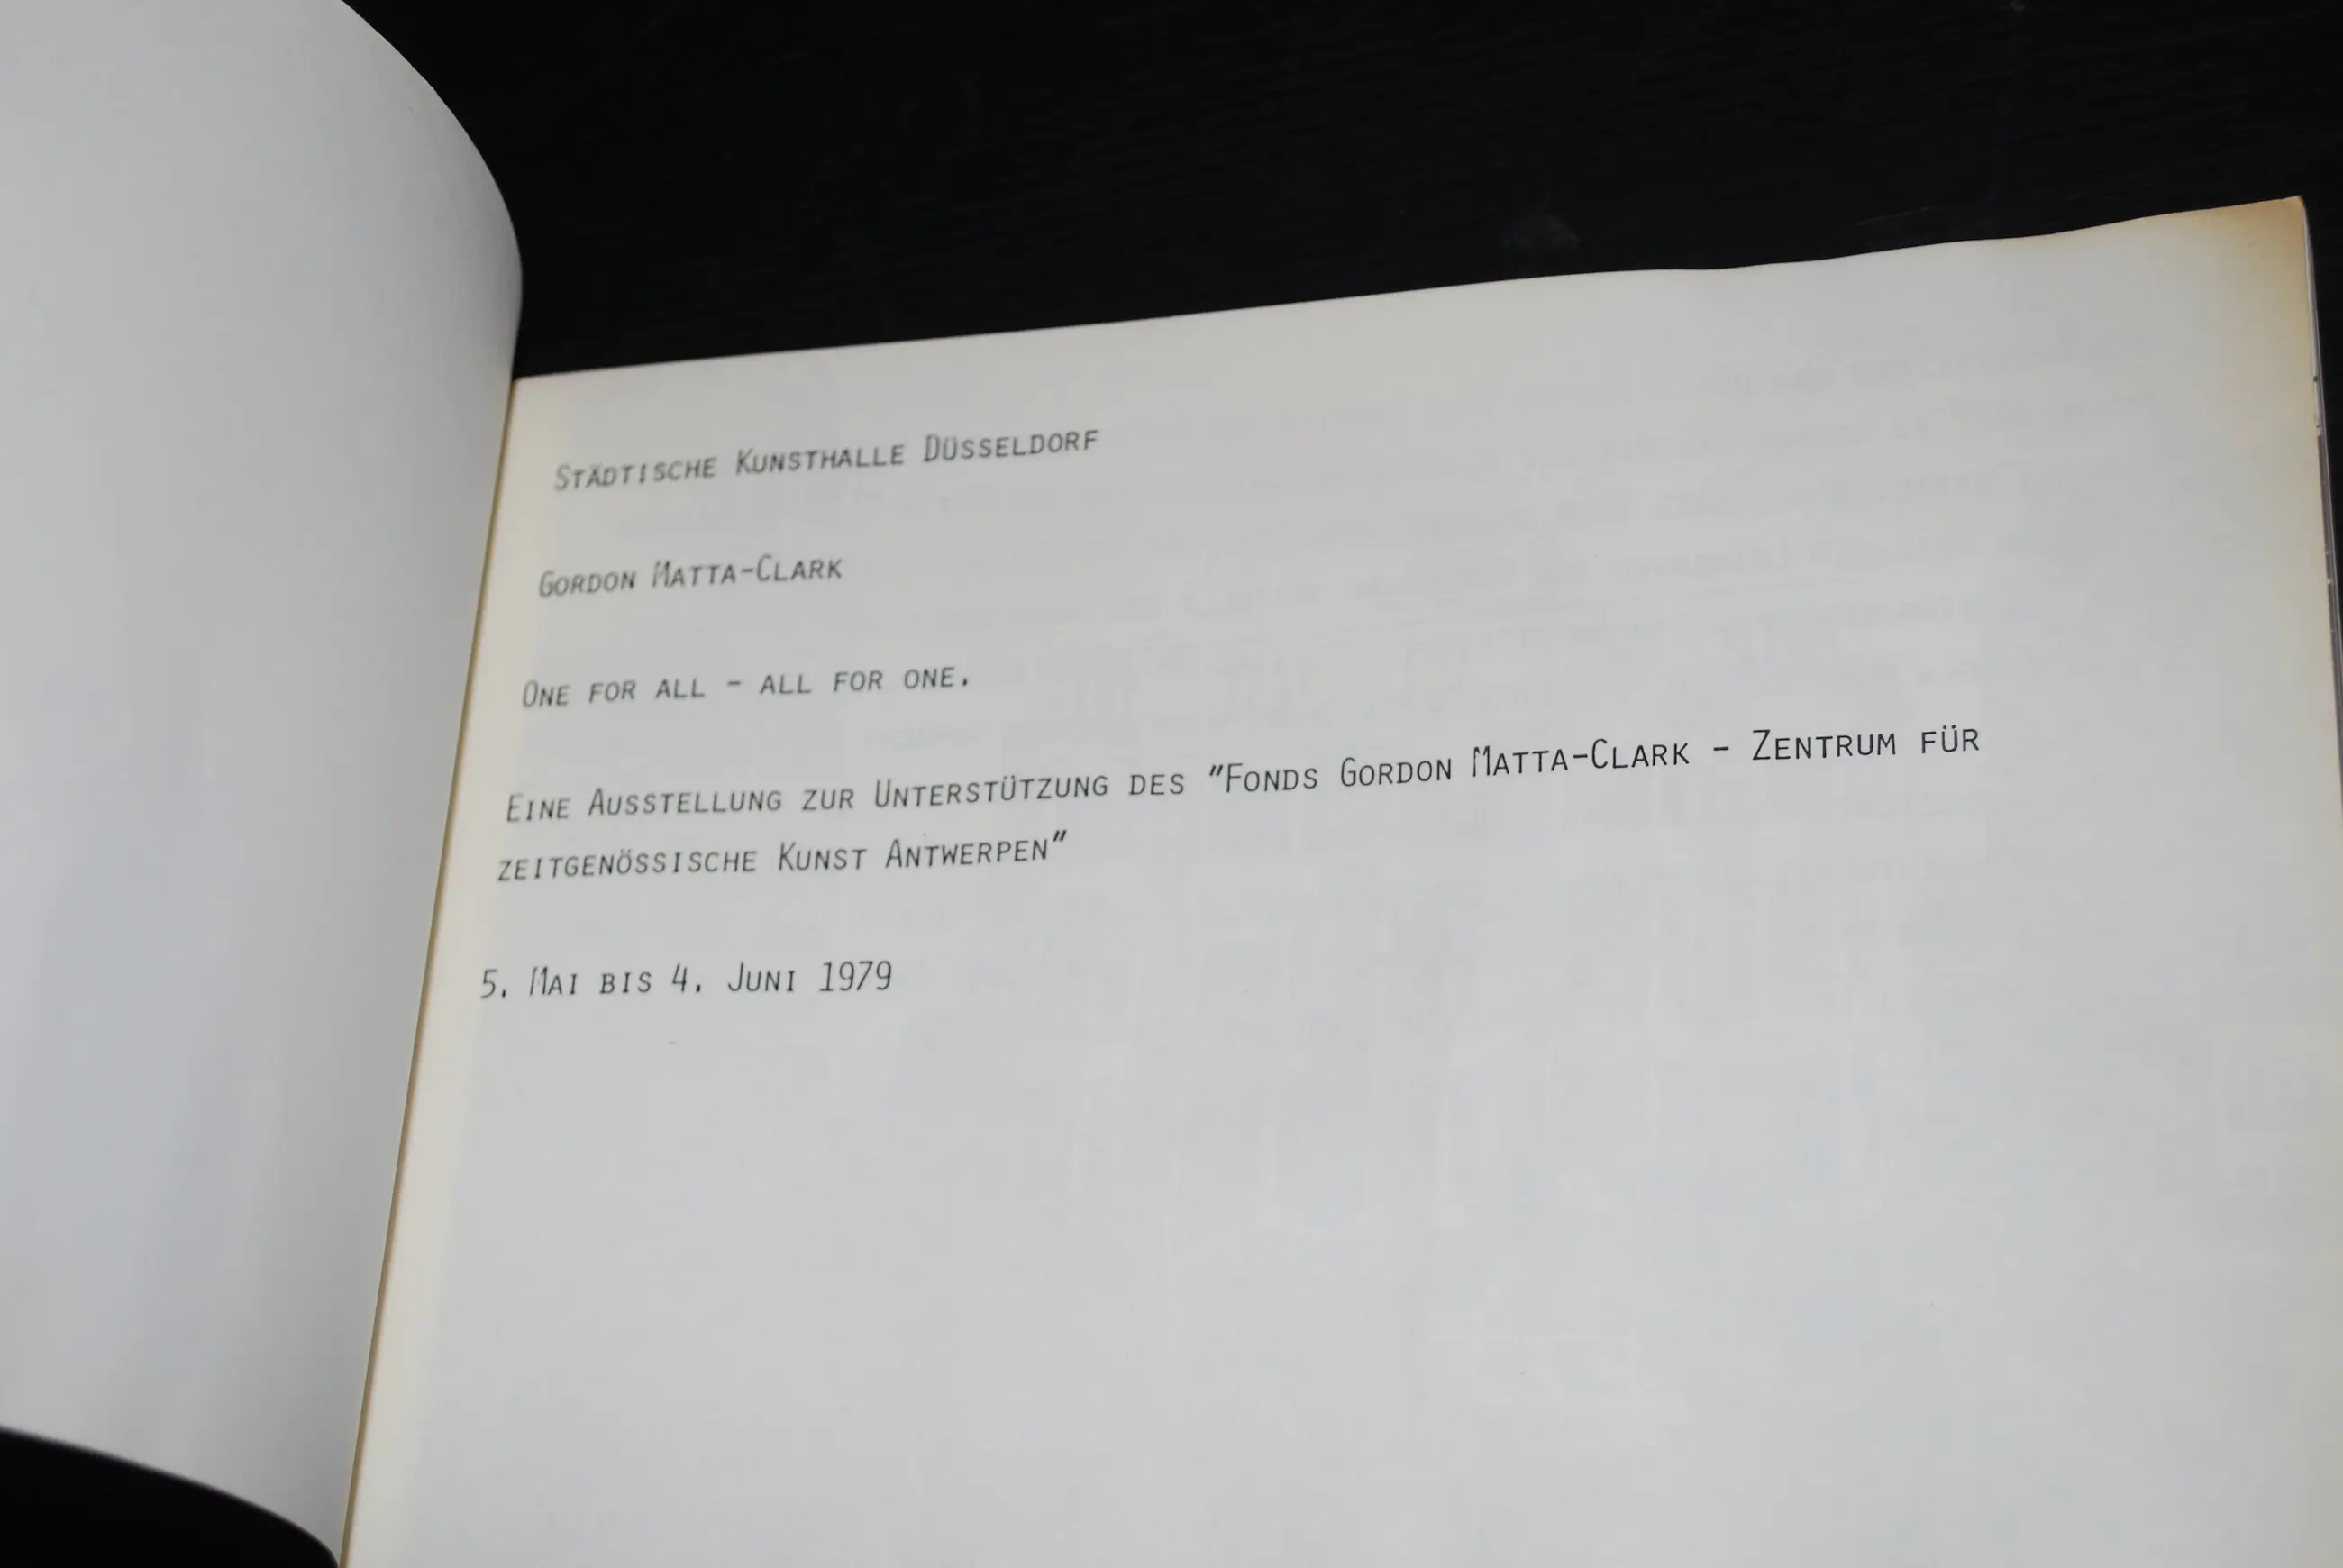 Städtische Kunsthalle Düsseldorf
Gordon Matta-Clark
One for all - all for one.
Eine Ausstellung zur Unterstützung des "Fonds Gordon Matta-Clark - Zentrum für
zeitgenössische Kunst Antwerpen"
5. Mai bis 4. Juni 1979